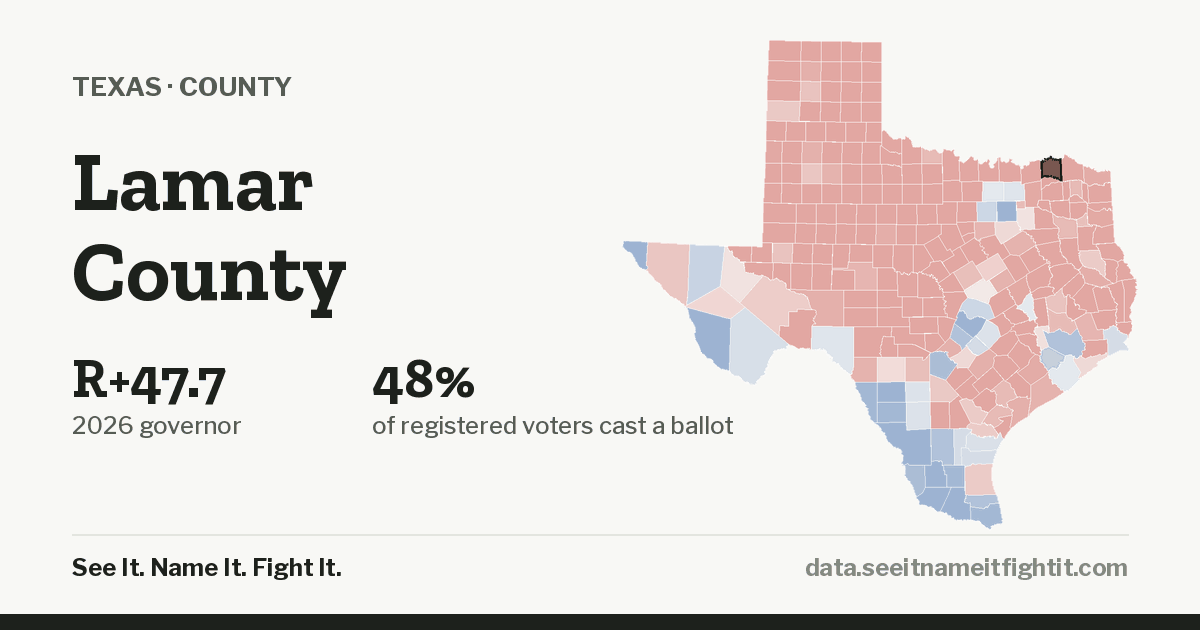 TEXAS · COUNTY
Lamar
County
R+47.7
2026 governor
48%
of registered voters cast a ballot
See It. Name It. Fight It.
data.seeitnameitfightit.com